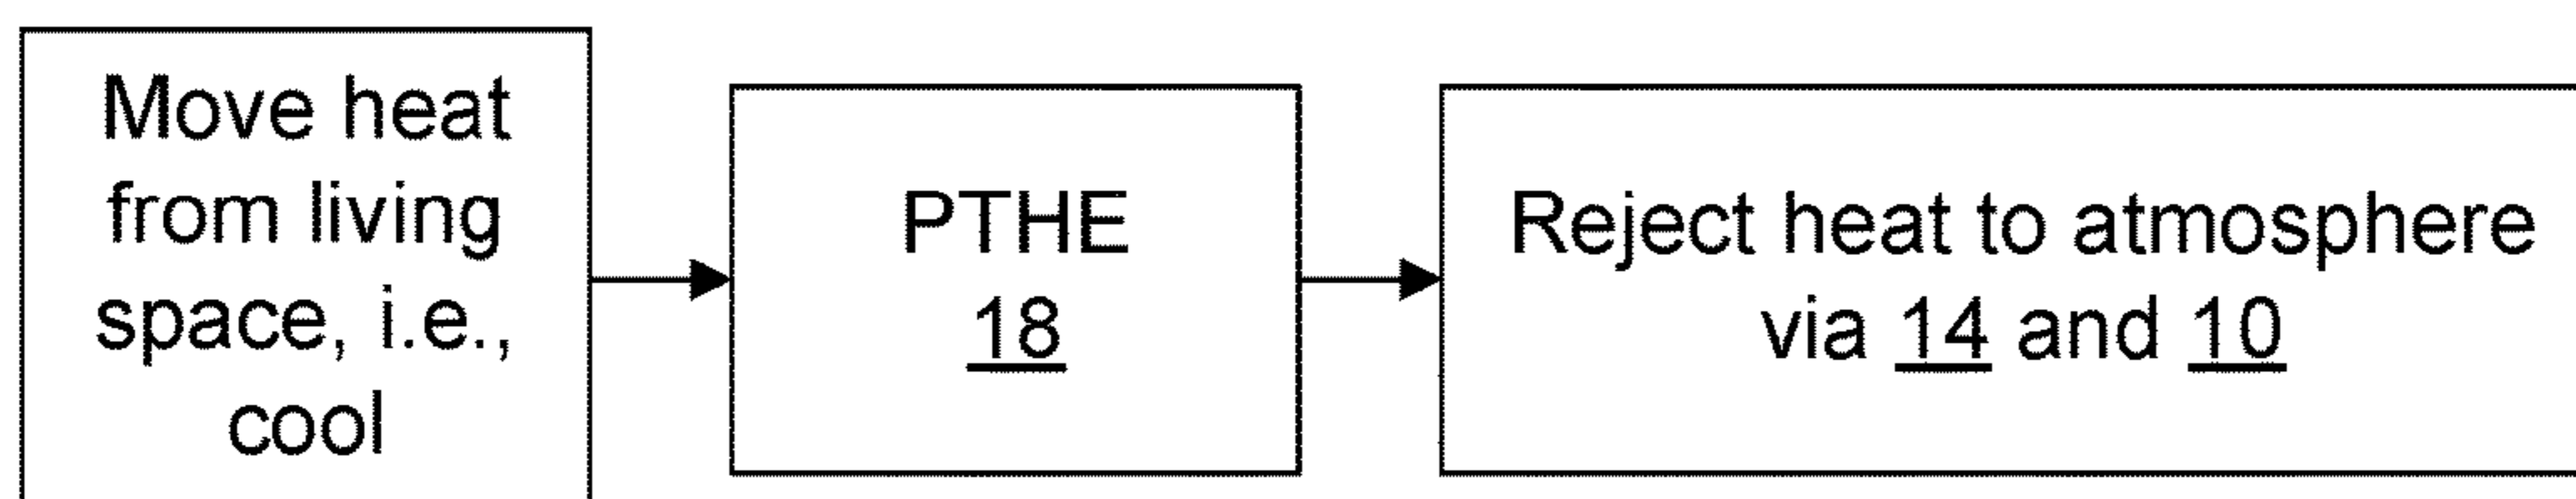 Move heat
from living
space, i.e.,
cool
PTHE
18
Reject heat to atmosphere
via 14 and 10